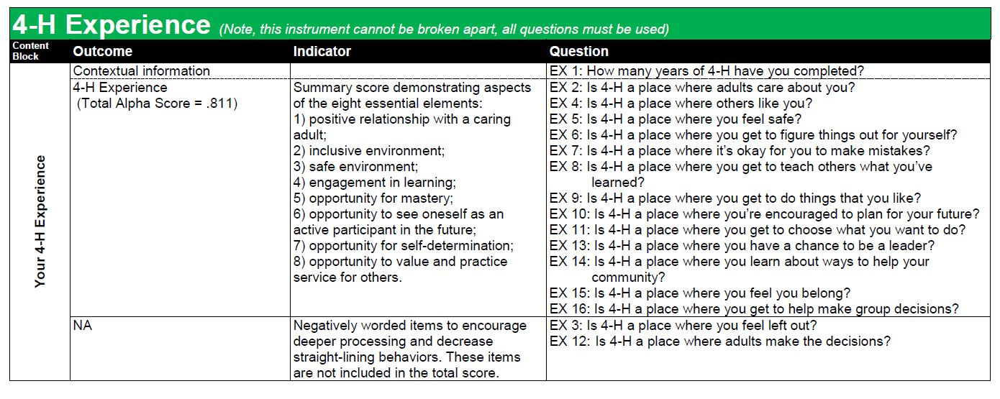 4-H Experience (Note, this instrument cannot be broken apart, all questions must be used)
Content
Block
Outcome
Indicator
Question
Your 4-H Experience
Contextual information
EX 1: How many years of 4-H have you completed?
4-H Experience
(Total Alpha Score = .811)
Summary score demonstrating aspects
of the eight essential elements:
1) positive relationship with a caring
adult;
2) inclusive environment;
3) safe environment;
4) engagement in learning;
5) opportunity for mastery;
6) opportunity to see oneself as an
active participant in the future;
7) opportunity for self-determination;
8) opportunity to value and practice
service for others.
EX 2: Is 4-H a place where adults care about you?
EX 4: Is 4-H a place where others like you?
EX 5: Is 4-H a place where you feel safe?
EX 6: Is 4-H a place where you get to figure things out for yourself?
EX 7: Is 4-H a place where it's okay for you to make mistakes?
EX 8: Is 4-H a place where you get to teach others what you've
learned?
EX 9: Is 4-H a place where you get to do things that you like?
EX 10: Is 4-H a place where you're encouraged to plan for your future?
EX 11: Is 4-H a place where you get to choose what you want to do?
EX 13: Is 4-H a place where you have a chance to be a leader?
EX 14: Is 4-H a place where you learn about ways to help your
community?
EX 15: Is 4-H a place where you feel you belong?
EX 16: Is 4-H a place where you get to help make group decisions?
NA
Negatively worded items to encourage
deeper processing and decrease
straight-lining behaviors. These items
are not included in the total score.
EX 3: Is 4-H a place where you feel left out?
EX 12: Is 4-H a place where adults make the decisions?